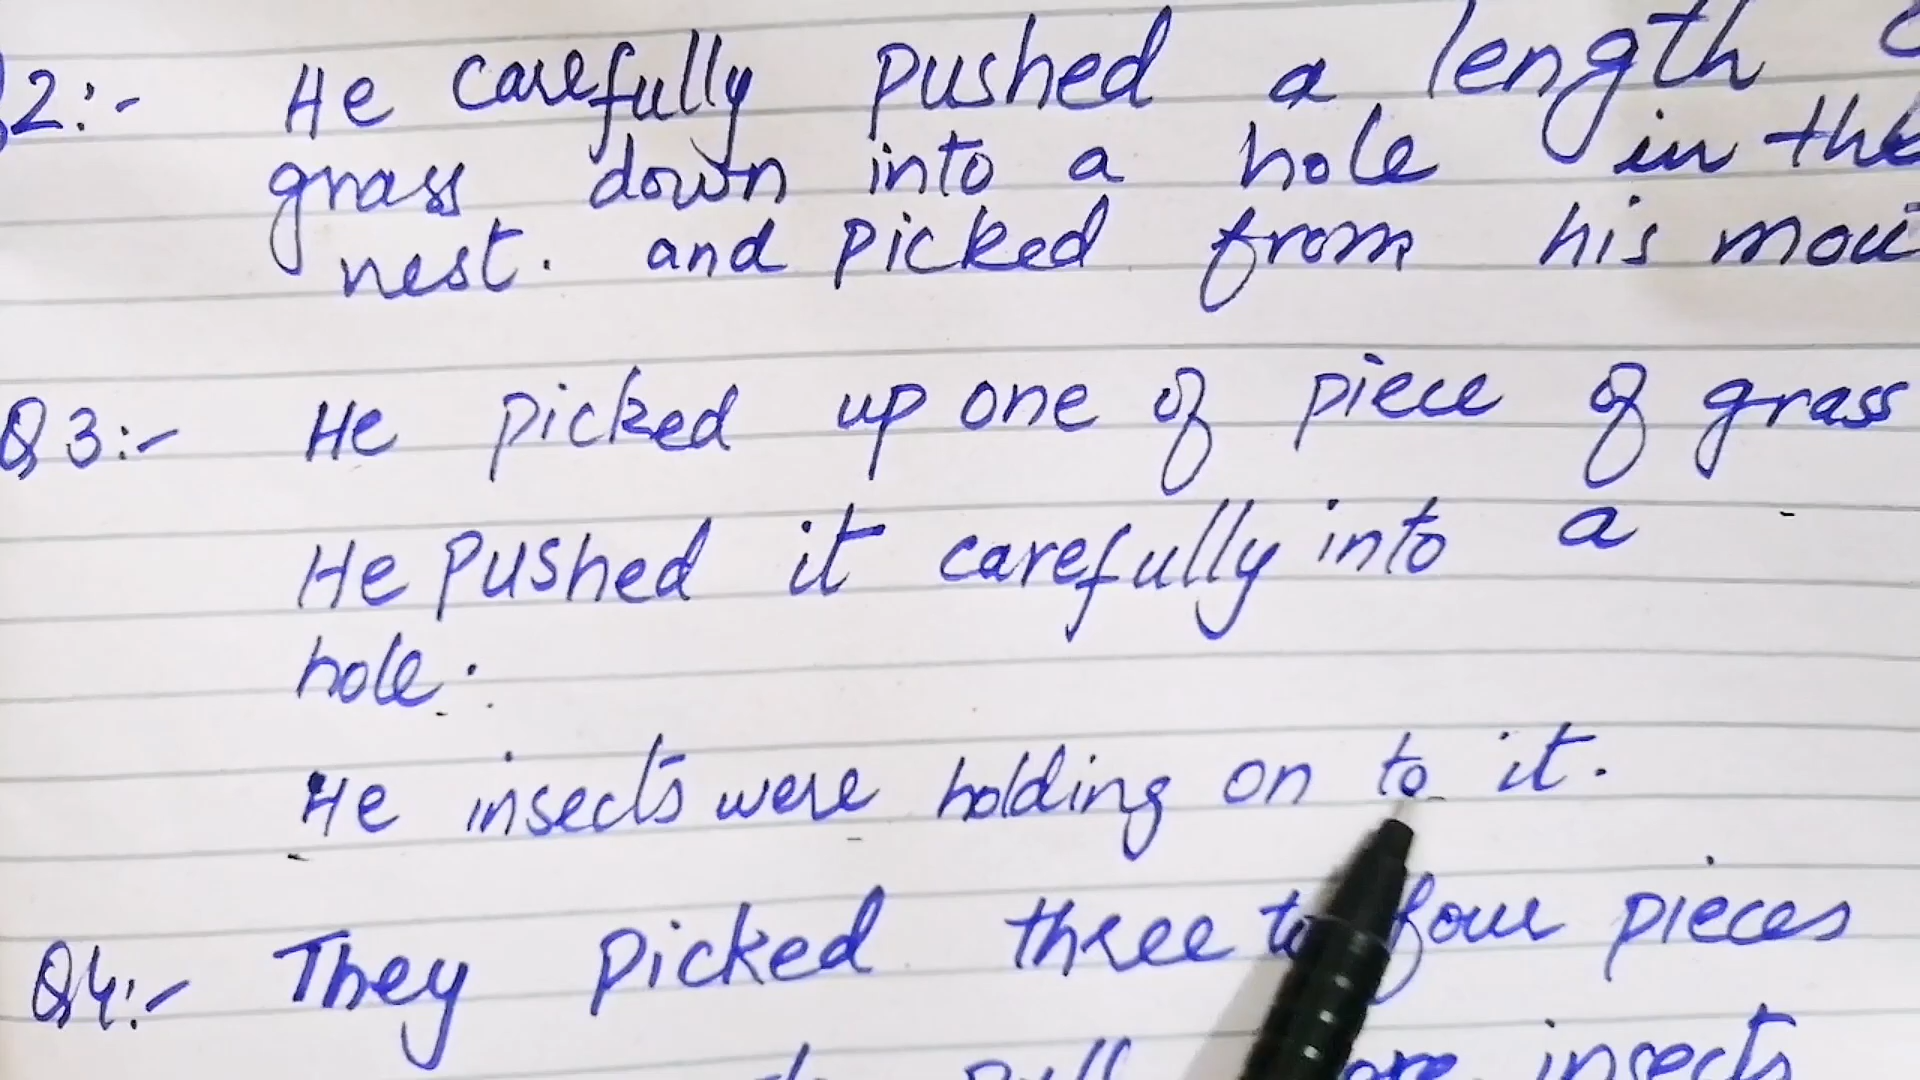 Q2:- He carefully pushed a length
grass down into a hole in the
nest. and picked from his
Q3:- He picked up one of piece of grass
He pushed it carefully into a
hole.
He insects were holding on to it.
Q4:- They picked three to four pieces
insects